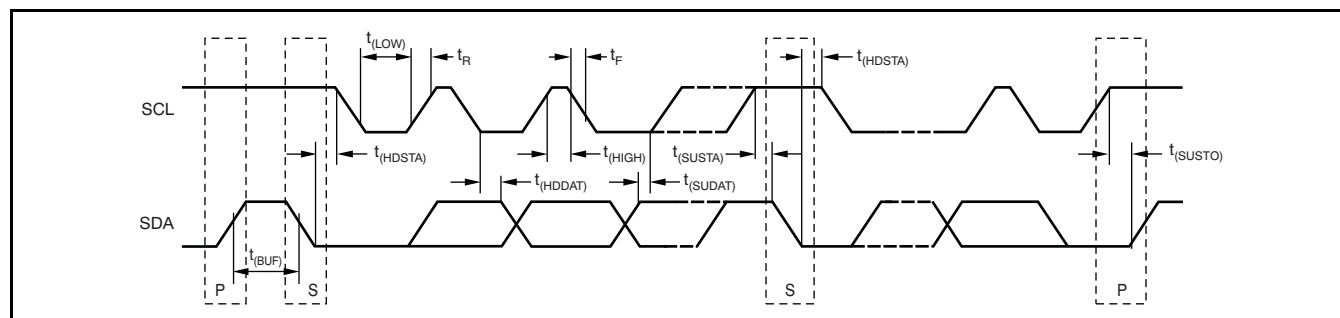 t(LOW)
tR
tF
t(HDSTA)
SCL
t(HDSTA)
t(HIGH)
t(SUSTA)
t(SUSTO)
t(HDDAT)
t(SUDAT)
SDA
t(BUF)
P
S
S
P